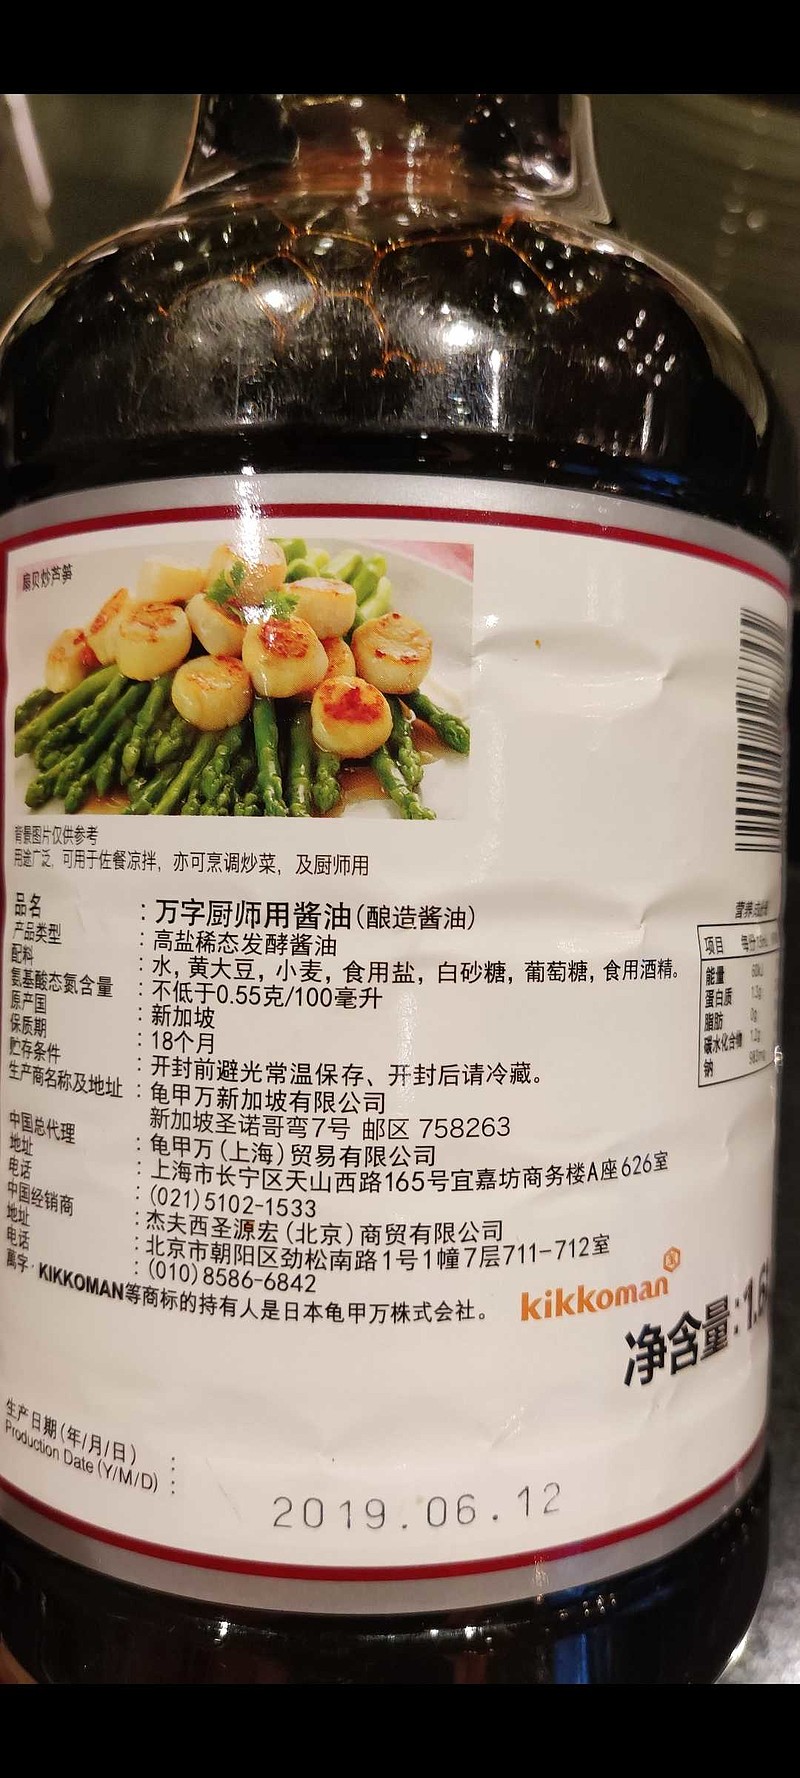 扇贝炒芦笋
背景图片仅供参考
用途广泛，可用于佐餐凉拌，亦可烹调炒菜，及厨师用
品名：万字厨师用酱油(酿造酱油)
产品类型：高盐稀态发酵酱油
配料：水，黄大豆，小麦，食用盐，白砂糖，葡萄糖，食用酒精。
氨基酸态氮含量：不低于0.55克/100毫升
原产国：新加坡
保质期：18个月
贮存条件：开封前避光常温保存、开封后请冷藏。
生产商名称及地址：龟甲万新加坡有限公司
新加坡圣诺哥弯7号 邮区 758263
中国总代理：龟甲万(上海)贸易有限公司
地址：上海市长宁区天山西路165号宜嘉坊商务楼A座626室
电话：(021)5102-1533
中国经销商：杰夫西圣源宏(北京)商贸有限公司
地址：北京市朝阳区劲松南路1号1幢7层711-712室
电话：(010)8586-6842
萬字·KIKKOMAN等商标的持有人是日本龟甲万株式会社。
kikkoman
净含量：1.6
营养成分
项目 每份
能量
蛋白质
脂肪 0g
碳水化合物
钠
生产日期(年/月/日)：
Production Date(Y/M/D)：
2019.06.12